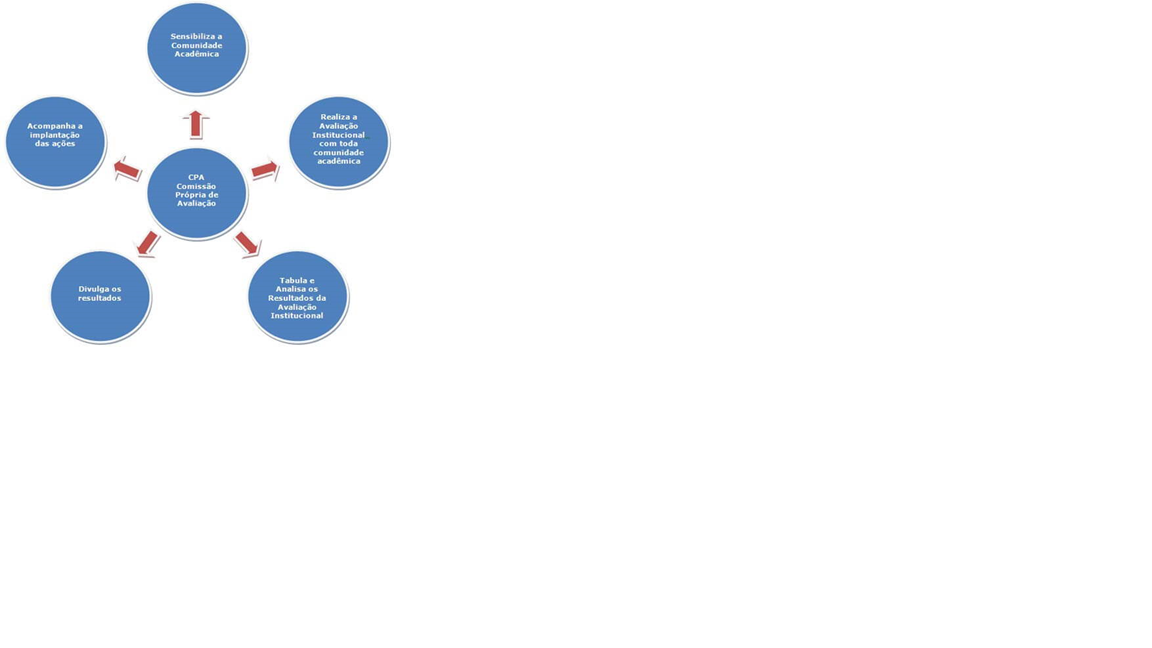 Sensibiliza a
Comunidade
Acadêmica
Realiza a
Avaliação
Institucional
com toda
comunidade
acadêmica
Acompanha a
implantação
das ações
CPA
Comissão
Própria de
Avaliação
Divulga os
resultados
Tabula e
Analisa os
Resultados da
Avaliação
Institucional